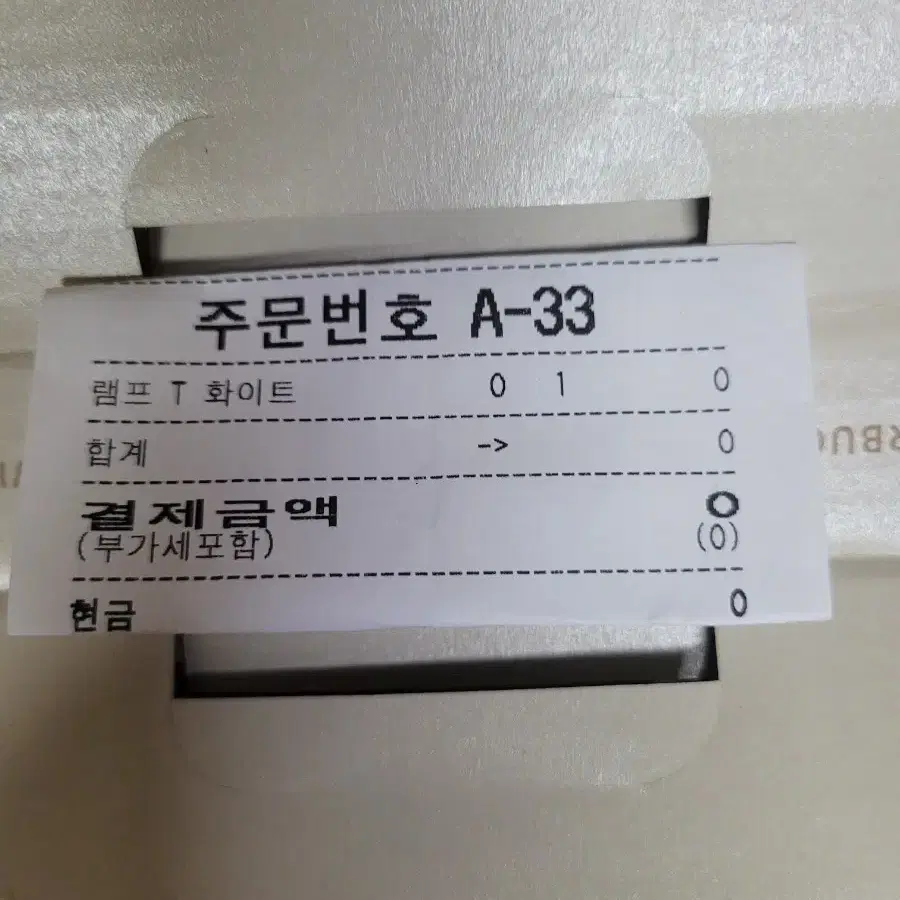 주문번호 A-33
램프 T 화이트 0 1 0
합계 -> 0
결제금액 0
(부가세포함) (0)
현금 0